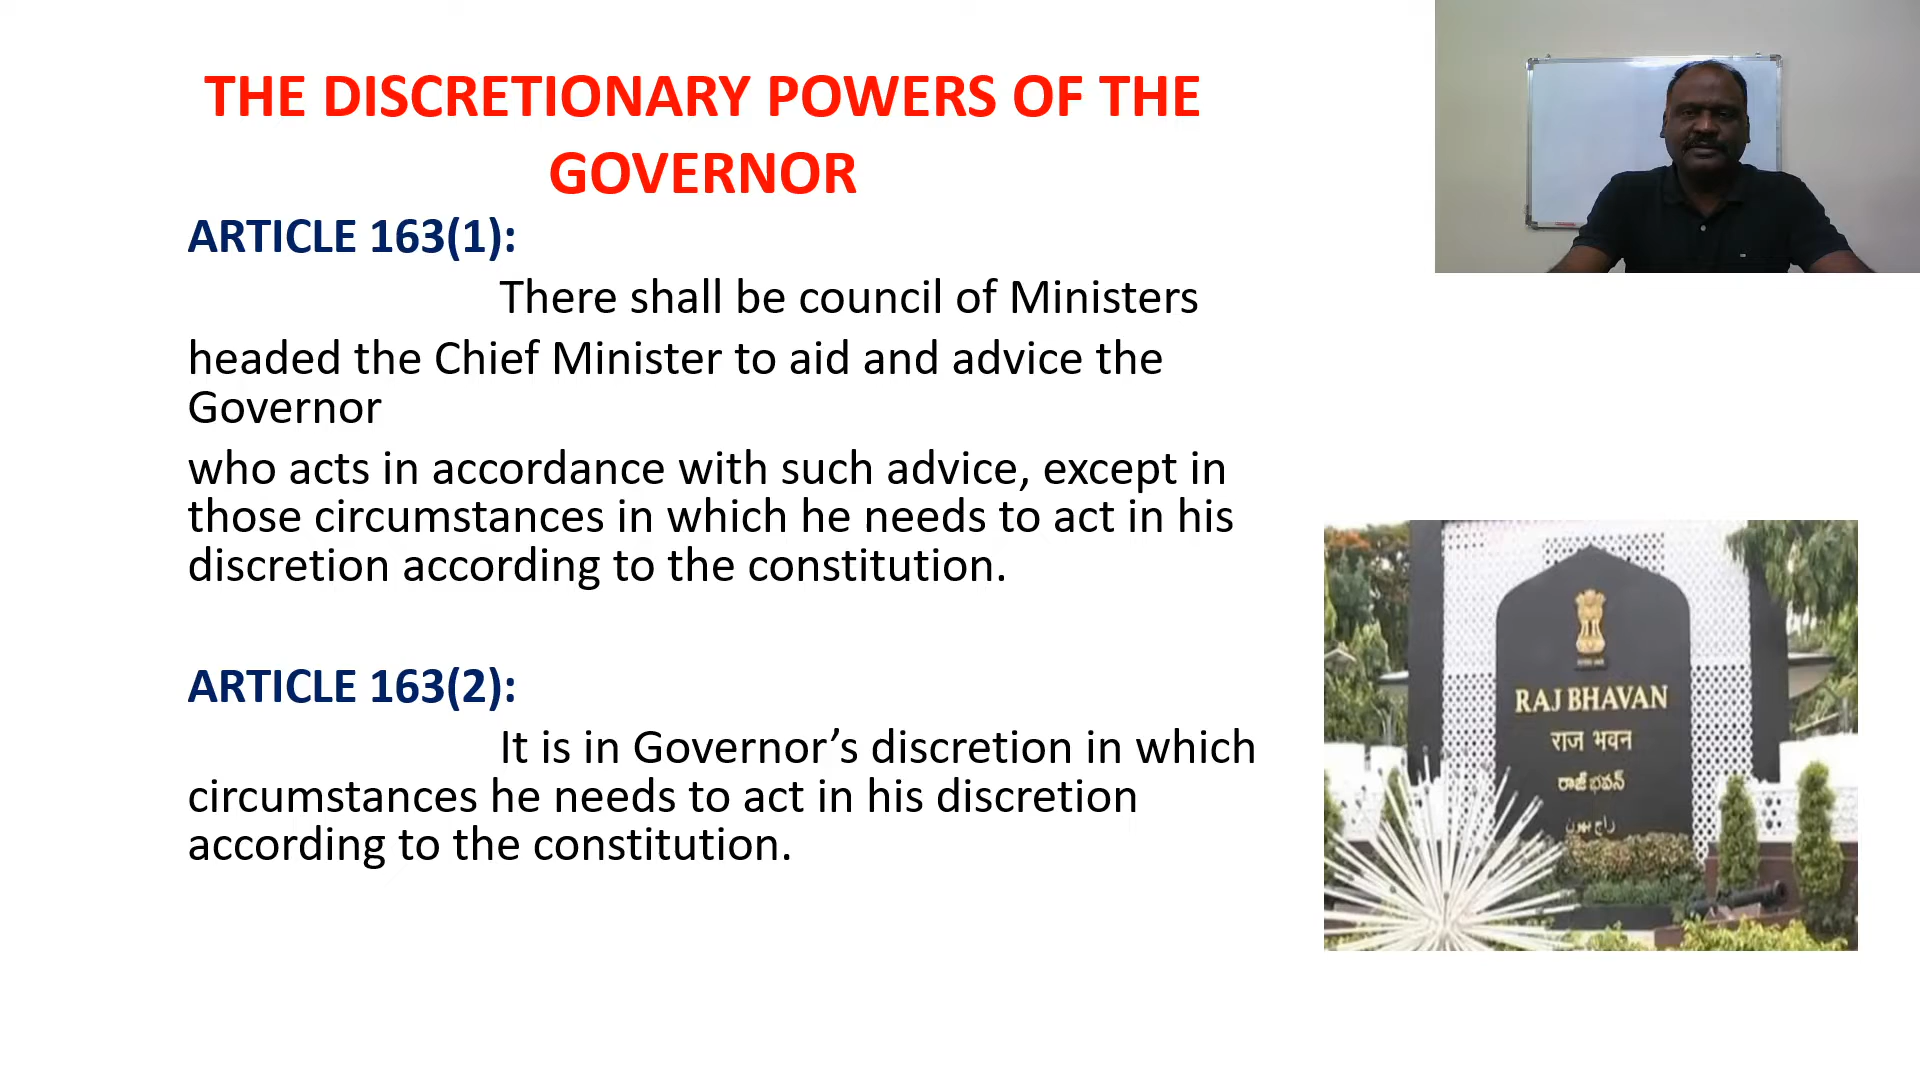 THE DISCRETIONARY POWERS OF THE
GOVERNOR
ARTICLE 163(1):
There shall be council of Ministers
headed the Chief Minister to aid and advice the
Governor
who acts in accordance with such advice, except in
those circumstances in which he needs to act in his
discretion according to the constitution.
ARTICLE 163(2):
It is in Governor’s discretion in which
circumstances he needs to act in his discretion
according to the constitution.
RAJ BHAVAN
राज भवन
రాజ్ భవన్
راج بھون